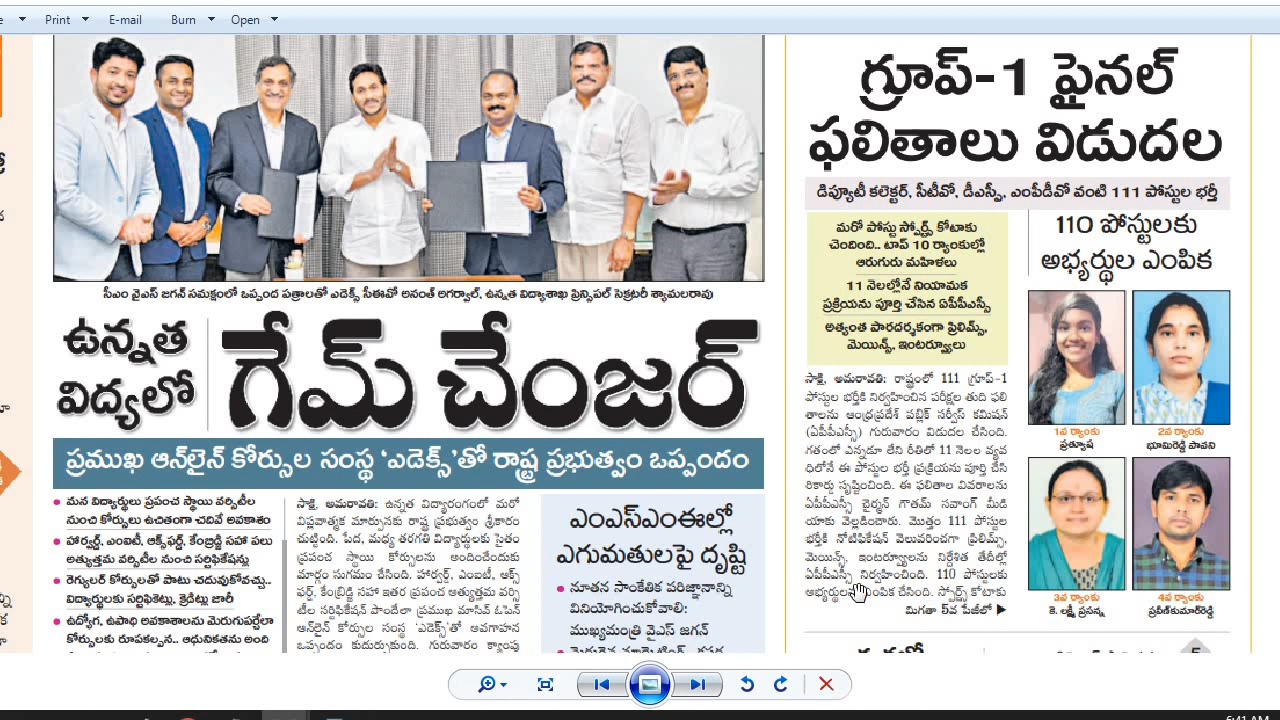 Print
E-mail
Burn
Open
సీఎం వైఎస్ జగన్ సమక్షంలో ఒప్పంద పత్రాలతో ఎడెక్స్ సీఈవో అనంత్ అగర్వాల్, ఉన్నత విద్యాశాఖ ప్రిన్సిపల్ సెక్రటరీ శ్యామలరావు
ఉన్నత
విద్యలో
గేమ్ చేంజర్
ప్రముఖ ఆన్‌లైన్ కోర్సుల సంస్థ ‘ఎడెక్స్’తో రాష్ట్ర ప్రభుత్వం ఒప్పందం
మన విద్యార్థులు ప్రపంచ స్థాయి వర్సిటీల
నుంచి కోర్సులు ఉచితంగా చదివే అవకాశం
హార్వర్డ్, ఎంఐటీ, ఆక్స్‌ఫర్డ్, కేంబ్రిడ్జి సహా పలు
అత్యుత్తమ వర్సిటీల నుంచి సర్టిఫికేషన్లు
రెగ్యులర్ కోర్సులతో పాటు చదువుకోవచ్చు..
విద్యార్థులకు సర్టిఫికెట్లు, క్రెడిట్లు జారీ
ఉద్యోగ, ఉపాధి అవకాశాలను మెరుగుపర్చేలా
కోర్సులకు రూపకల్పన.. ఆధునికతను అంది
సాక్షి, అమరావతి: ఉన్నత విద్యారంగంలో మరో
విప్లవాత్మక మార్పునకు రాష్ట్ర ప్రభుత్వం శ్రీకారం
చుట్టింది. పేద, మధ్య తరగతి విద్యార్థులకు సైతం
ప్రపంచ స్థాయి కోర్సులను అందించేందుకు
మార్గం సుగమం చేసింది. హార్వర్డ్, ఎంఐటీ, ఆక్స్
ఫర్డ్, కేంబ్రిడ్జి సహా ఇతర ప్రపంచ అత్యుత్తమ వర్సి
టీల సర్టిఫికేషన్ పొందేలా ప్రముఖ మాసివ్ ఓపెన్
ఆన్‌లైన్ కోర్సుల సంస్థ ‘ఎడెక్స్’తో అవగాహన
ఒప్పందం కుదుర్చుకుంది. గురువారం క్యాంపు
ఎంఎస్ఎంఈల్లో
ఎగుమతులపై దృష్టి
నూతన సాంకేతిక పరిజ్ఞానాన్ని
వినియోగించుకోవాలి:
ముఖ్యమంత్రి వైఎస్ జగన్
గ్రూప్-1 ఫైనల్
ఫలితాలు విడుదల
డిప్యూటీ కలెక్టర్, సీటీవో, డీఎస్పీ, ఎంపీడీవో వంటి 111 పోస్టుల భర్తీ
మరో పోస్టు స్పోర్ట్స్ కోటాకు
చెందింది.. టాప్ 10 ర్యాంకుల్లో
ఆరుగురు మహిళలు
11 నెలల్లోనే నియామక
ప్రక్రియను పూర్తి చేసిన ఏపీపీఎస్సీ
అత్యంత పారదర్శకంగా ప్రిలిమ్స్,
మెయిన్స్, ఇంటర్వ్యూలు
సాక్షి, అమరావతి: రాష్ట్రంలో 111 గ్రూప్-1
పోస్టుల భర్తీకి నిర్వహించిన పరీక్షల తుది ఫలి
తాలను ఆంధ్రప్రదేశ్ పబ్లిక్ సర్వీస్ కమిషన్
(ఏపీపీఎస్సీ) గురువారం విడుదల చేసింది.
గతంలో ఎన్నడూ లేని రీతిలో 11 నెలల వ్యవ
ధిలోనే ఈ పోస్టుల భర్తీ ప్రక్రియను పూర్తి చేసి
రికార్డు సృష్టించింది. ఈ ఫలితాల వివరాలను
ఏపీపీఎస్సీ చైర్మన్ గౌతమ్ సవాంగ్ మీడి
యాకు వెల్లడించారు. మొత్తం 111 పోస్టుల
భర్తీకి నోటిఫికేషన్ వెలువరించగా ప్రిలిమ్స్,
మెయిన్స్, ఇంటర్వ్యూలను నిర్దేశిత తేదీల్లో
ఏపీపీఎస్సీ నిర్వహించింది. 110 పోస్టులకు
ఎంపిక చేసింది. స్పోర్ట్స్ కోటాకు
మిగతా 5వ పేజీలో
110 పోస్టులకు
అభ్యర్థుల ఎంపిక
1వ ర్యాంకు
ప్రత్యూష
2వ ర్యాంకు
భూమిరెడ్డి పావని
3వ ర్యాంకు
కె. లక్ష్మీ ప్రసన్న
4వ ర్యాంకు
ప్రవీణ్‌కుమార్‌రెడ్డి